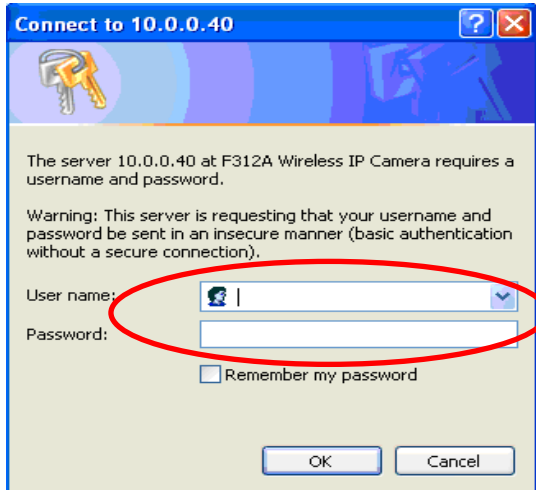 Connect to 10.0.0.40
The server 10.0.0.40 at F312A Wireless IP Camera requires a
username and password.
Warning: This server is requesting that your username and
password be sent in an insecure manner (basic authentication
without a secure connection).
User name:
Password:
Remember my password
OK
Cancel